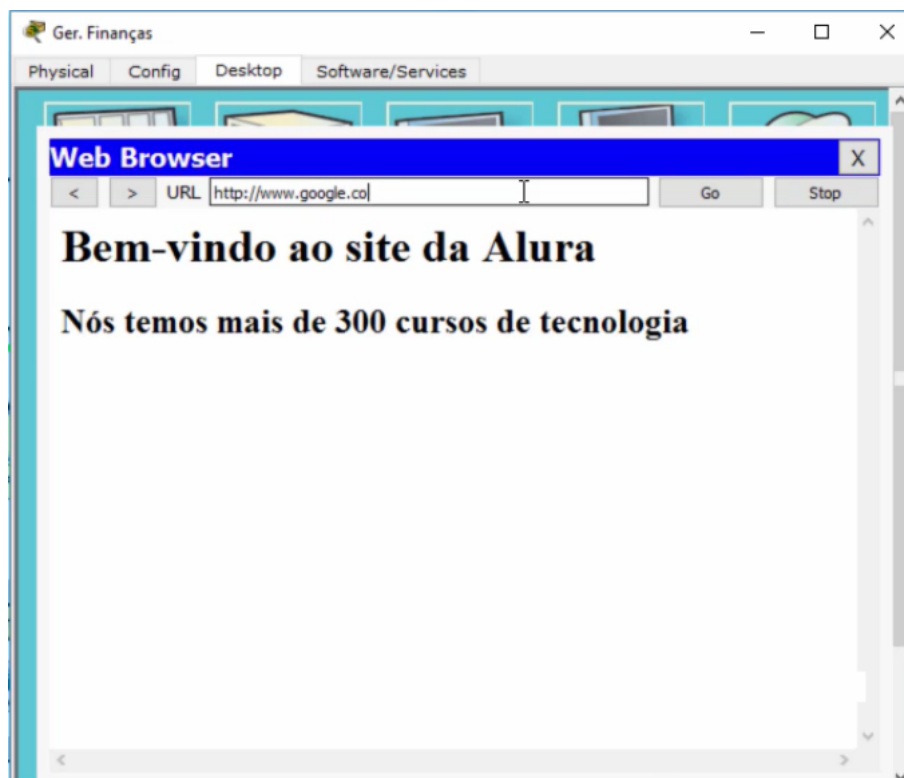 Ger. Finanças
Physical Config Desktop Software/Services
Web Browser X
< > URL http://www.google.co Go Stop
Bem-vindo ao site da Alura
Nós temos mais de 300 cursos de tecnologia